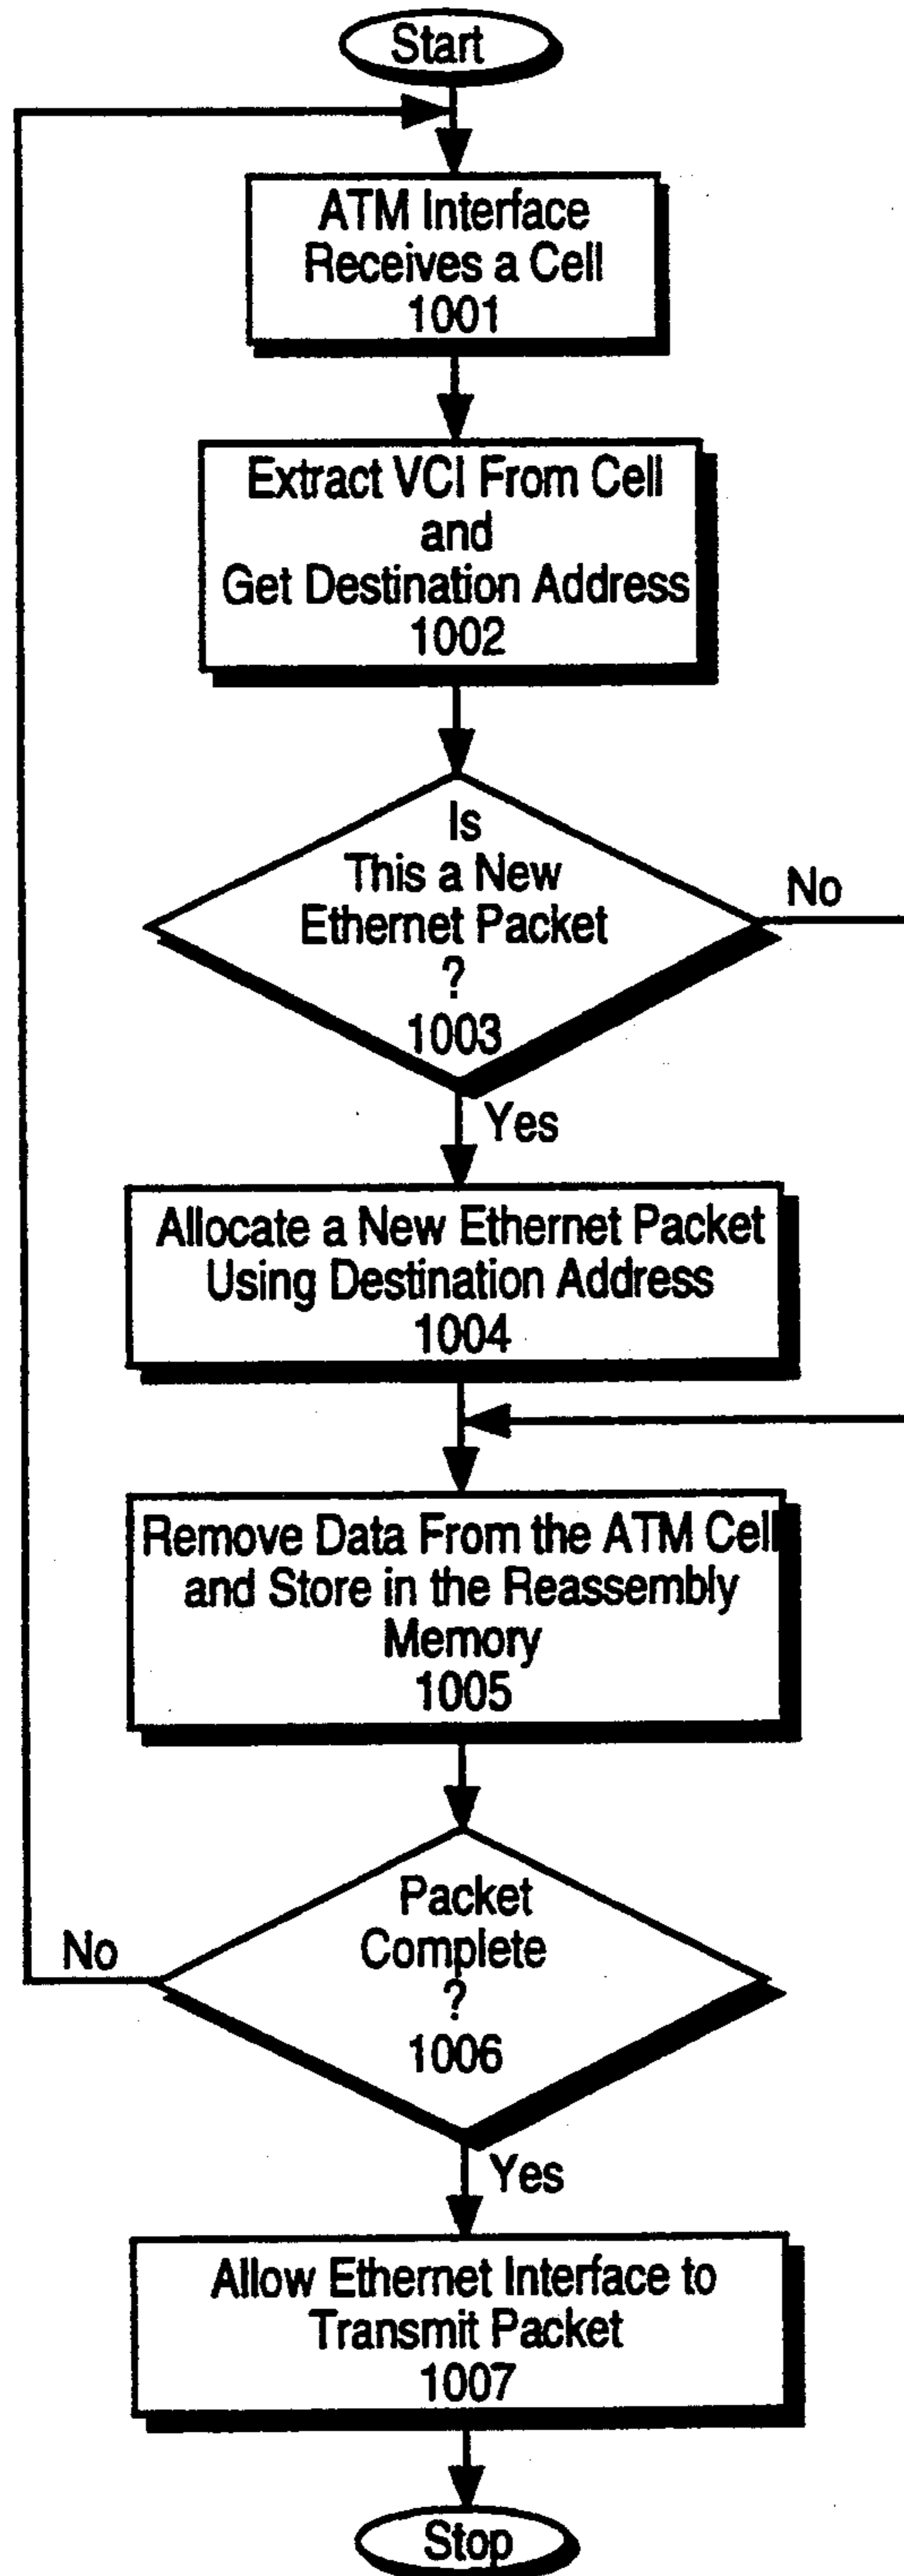 Start
ATM Interface
Receives a Cell
1001
Extract VCI From Cell
and
Get Destination Address
1002
Is
This a New
Ethernet Packet
?
1003
No
Yes
Allocate a New Ethernet Packet
Using Destination Address
1004
Remove Data From the ATM Cell
and Store in the Reassembly
Memory
1005
Packet
Complete
?
1006
No
Yes
Allow Ethernet Interface to
Transmit Packet
1007
Stop